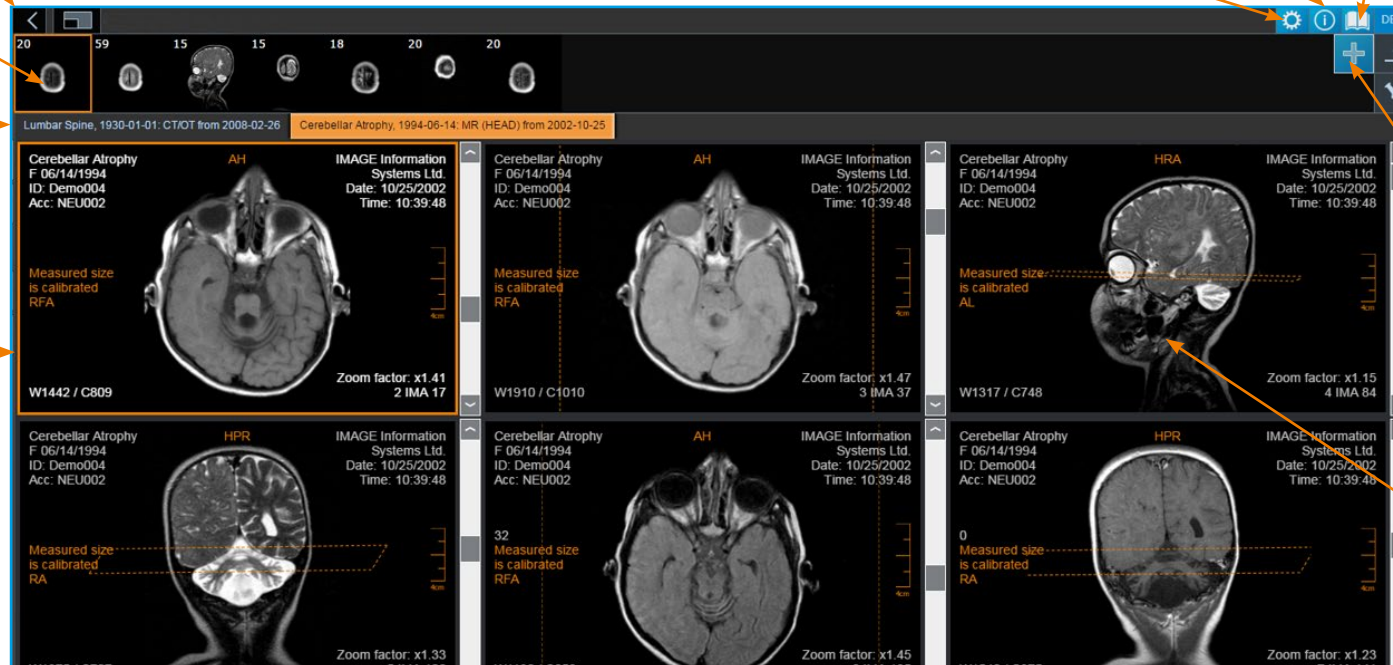 DE
20
59
15
15
18
20
20
Lumbar Spine, 1930-01-01: CT/OT from 2008-02-26
Cerebellar Atrophy, 1994-06-14: MR (HEAD) from 2002-10-25
Cerebellar Atrophy
F 06/14/1994
ID: Demo004
Acc: NEU002
AH
IMAGE Information
Systems Ltd.
Date: 10/25/2002
Time: 10:39:48
Measured size
is calibrated
RFA
4cm
W1442 / C809
Zoom factor: x1.41
2 IMA 17
Cerebellar Atrophy
F 06/14/1994
ID: Demo004
Acc: NEU002
AH
IMAGE Information
Systems Ltd.
Date: 10/25/2002
Time: 10:39:48
Measured size
is calibrated
RFA
4cm
W1910 / C1010
Zoom factor: x1.47
3 IMA 37
Cerebellar Atrophy
F 06/14/1994
ID: Demo004
Acc: NEU002
HRA
IMAGE Information
Systems Ltd.
Date: 10/25/2002
Time: 10:39:48
Measured size
is calibrated
AL
4cm
W1317 / C748
Zoom factor: x1.15
4 IMA 84
Cerebellar Atrophy
F 06/14/1994
ID: Demo004
Acc: NEU002
HPR
IMAGE Information
Systems Ltd.
Date: 10/25/2002
Time: 10:39:48
Measured size
is calibrated
RA
4cm
Zoom factor: x1.33
Cerebellar Atrophy
F 06/14/1994
ID: Demo004
Acc: NEU002
AH
IMAGE Information
Systems Ltd.
Date: 10/25/2002
Time: 10:39:48
32
Measured size
is calibrated
RFA
4cm
Zoom factor: x1.45
Cerebellar Atrophy
F 06/14/1994
ID: Demo004
Acc: NEU002
HPR
IMAGE Information
Systems Ltd.
Date: 10/25/2002
Time: 10:39:48
0
Measured size
is calibrated
RA
4cm
Zoom factor: x1.23